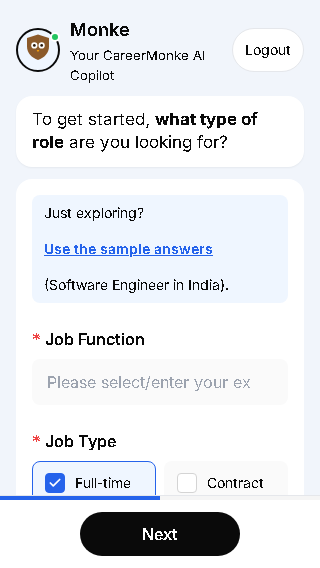 Monke
Your CareerMonke AI
Copilot
Logout
To get started, what type of
role are you looking for?
Just exploring?
Use the sample answers
(Software Engineer in India).
* Job Function
Please select/enter your ex
* Job Type
Full-time
Contract
Next